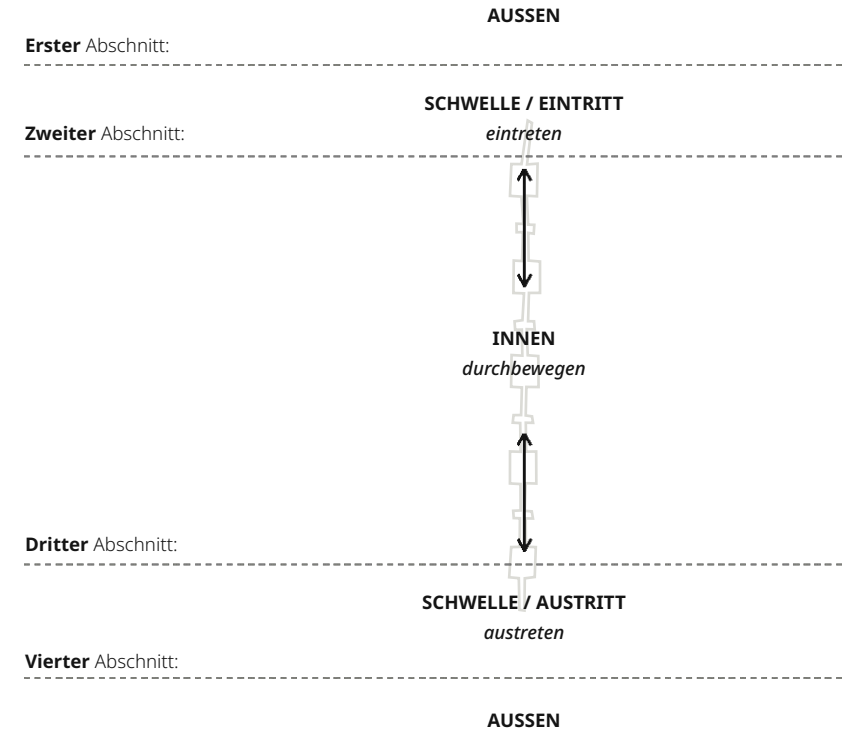 AUSSEN
Erster Abschnitt:
SCHWELLE / EINTRITT
Zweiter Abschnitt:
eintreten
INNEN
durchbewegen
Dritter Abschnitt:
SCHWELLE / AUSTRITT
austreten
Vierter Abschnitt:
AUSSEN